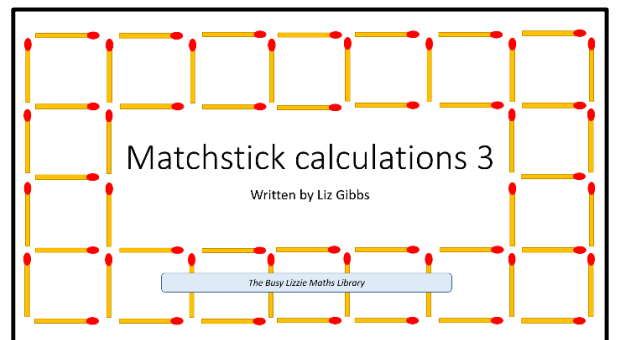 Matchstick calculations 3
Written by Liz Gibbs
The Busy Lizzie Maths Library